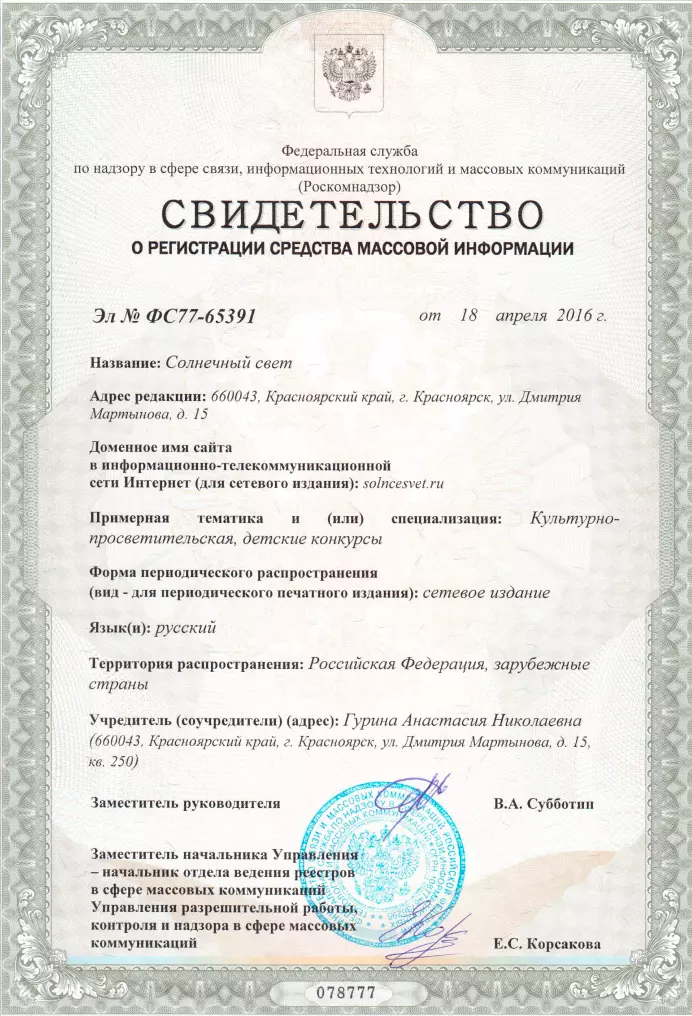 Федеральная служба
по надзору в сфере связи, информационных технологий и массовых коммуникаций
(Роскомнадзор)
СВИДЕТЕЛЬСТВО
О РЕГИСТРАЦИИ СРЕДСТВА МАССОВОЙ ИНФОРМАЦИИ
Эл № ФС77-65391 от 18 апреля 2016 г.
Название: Солнечный свет
Адрес редакции: 660043, Красноярский край, г. Красноярск, ул. Дмитрия
Мартынова, д. 15
Доменное имя сайта
в информационно-телекоммуникационной
сети Интернет (для сетевого издания): solncesvet.ru
Примерная тематика и (или) специализация: Культурно-
просветительская, детские конкурсы
Форма периодического распространения
(вид - для периодического печатного издания): сетевое издание
Язык(и): русский
Территория распространения: Российская Федерация, зарубежные
страны
Учредитель (соучредители) (адрес): Гурина Анастасия Николаевна
(660043, Красноярский край, г. Красноярск, ул. Дмитрия Мартынова, д. 15,
кв. 250)
Заместитель руководителя В.А. Субботин
Заместитель начальника Управления
– начальник отдела ведения реестров
в сфере массовых коммуникаций
Управления разрешительной работы,
контроля и надзора в сфере массовых
коммуникаций Е.С. Корсакова
078777